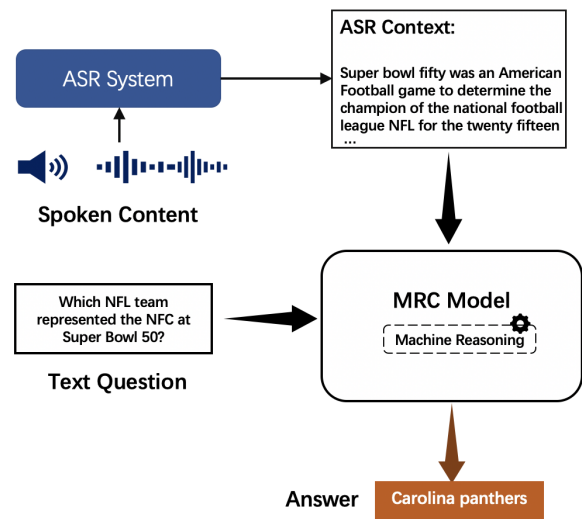 ASR System
ASR Context:
Super bowl fifty was an American
Football game to determine the
champion of the national football
league NFL for the twenty fifteen
...
Spoken Content
Which NFL team
represented the NFC at
Super Bowl 50?
Text Question
MRC Model
Machine Reasoning
Answer
Carolina panthers